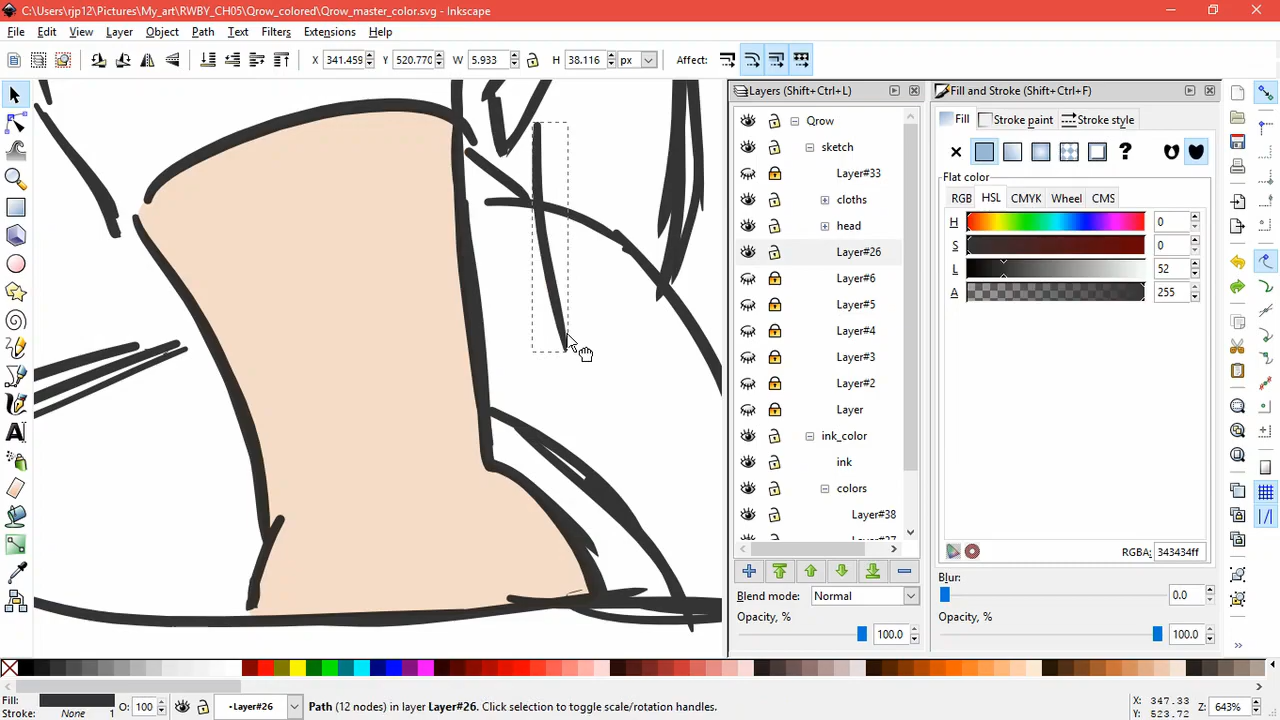 C:\Users\rjp12\Pictures\My_art\RWBY_CH05\Qrow_colored\Qrow_master_color.svg - Inkscape
File Edit View Layer Object Path Filters Text Extensions Help
X 341.459 Y 520.770 W 5.933 H 38.116 px Affect:
Layers (Shift+Ctrl+L)
Fill and Stroke (Shift+Ctrl+F)
Qrow
sketch
Layer#33
cloths
head
Layer#26
Layer#6
Layer#5
Layer#4
Layer#3
Layer#2
Layer
ink_color
ink
colors
Layer#38
Blend mode: Normal
Opacity, % 100.0
Fill Stroke paint Stroke style
Flat color
RGB HSL CMYK Wheel CMS
H 0
S 0
L 52
A 255
RGBA: 343434ff
Blur:
0.0
Opacity, %
100.0
Fill:
Stroke: None 1
O: 100
•Layer#26
Path (12 nodes) in layer Layer#26. Click selection to toggle scale/rotation handles.
X: 347.33
Y: 523.72
Z: 643%